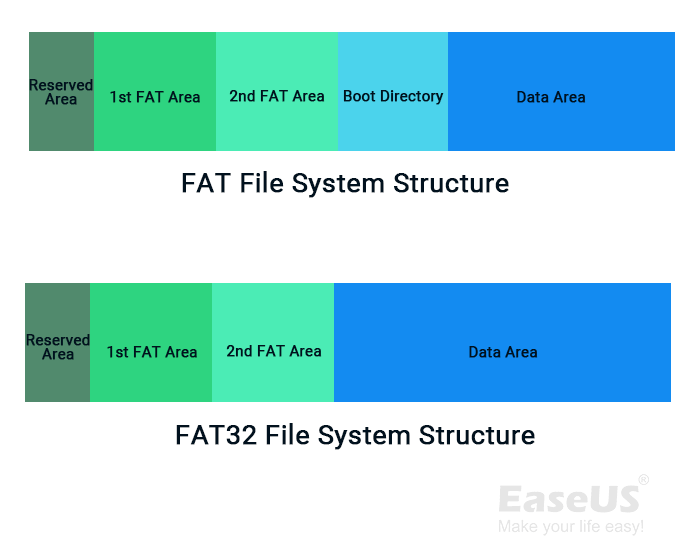 Reserved
Area
1st FAT Area
2nd FAT Area
Boot Directory
Data Area
FAT File System Structure
Reserved
Area
1st FAT Area
2nd FAT Area
Data Area
FAT32 File System Structure
EaseUS®
Make your life easy!